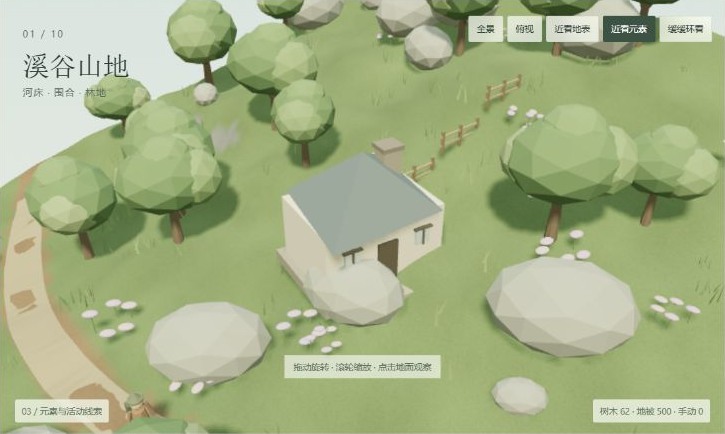 01 / 10
全景
俯视
近看地表
近看元素
缓缓环看
溪谷山地
河床 · 围合 · 林地
拖动旋转 · 滚轮缩放 · 点击地面观察
03 / 元素与活动线索
树木 62 · 地被 500 · 手动 0